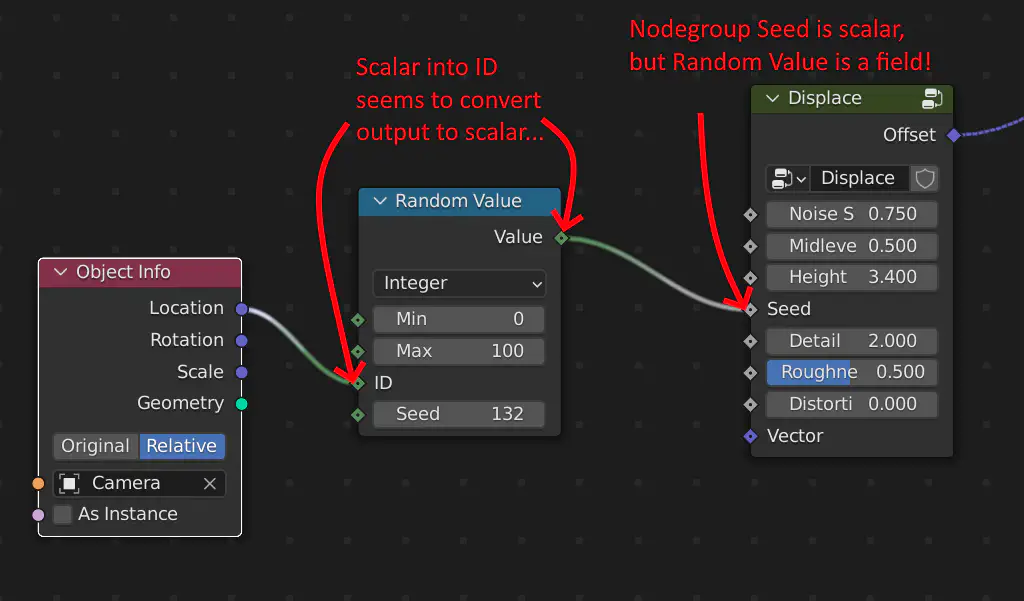 Nodegroup Seed is scalar,
but Random Value is a field!
Scalar into ID
seems to convert
output to scalar...
Object Info
Location
Rotation
Scale
Geometry
Original Relative
Camera
As Instance
Random Value
Value
Integer
Min 0
Max 100
ID
Seed 132
Displace
Offset
Displace
Noise S 0.750
Midleve 0.500
Height 3.400
Seed
Detail 2.000
Roughne 0.500
Distorti 0.000
Vector